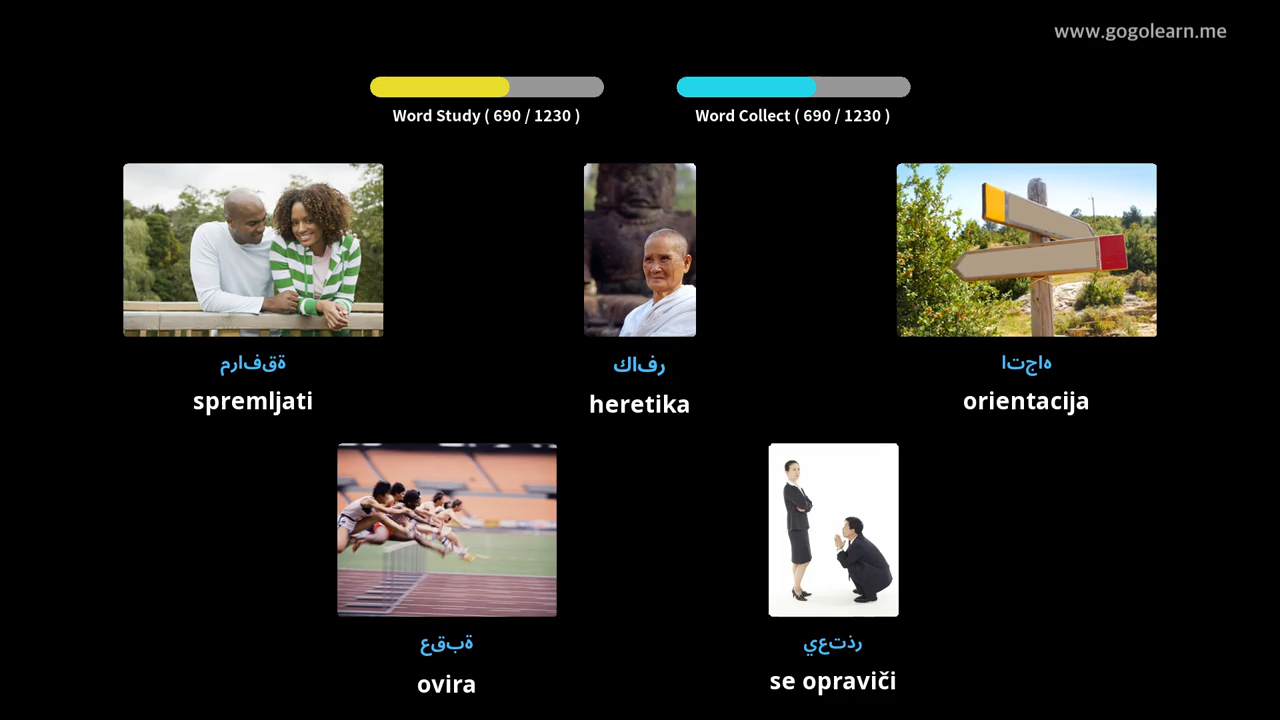 www.gogolearn.me
Word Study ( 690 / 1230 )
Word Collect ( 690 / 1230 )
مرافقة
spremljati
كافر
heretika
اتجاه
orientacija
عقبة
ovira
يعتذر
se opraviči